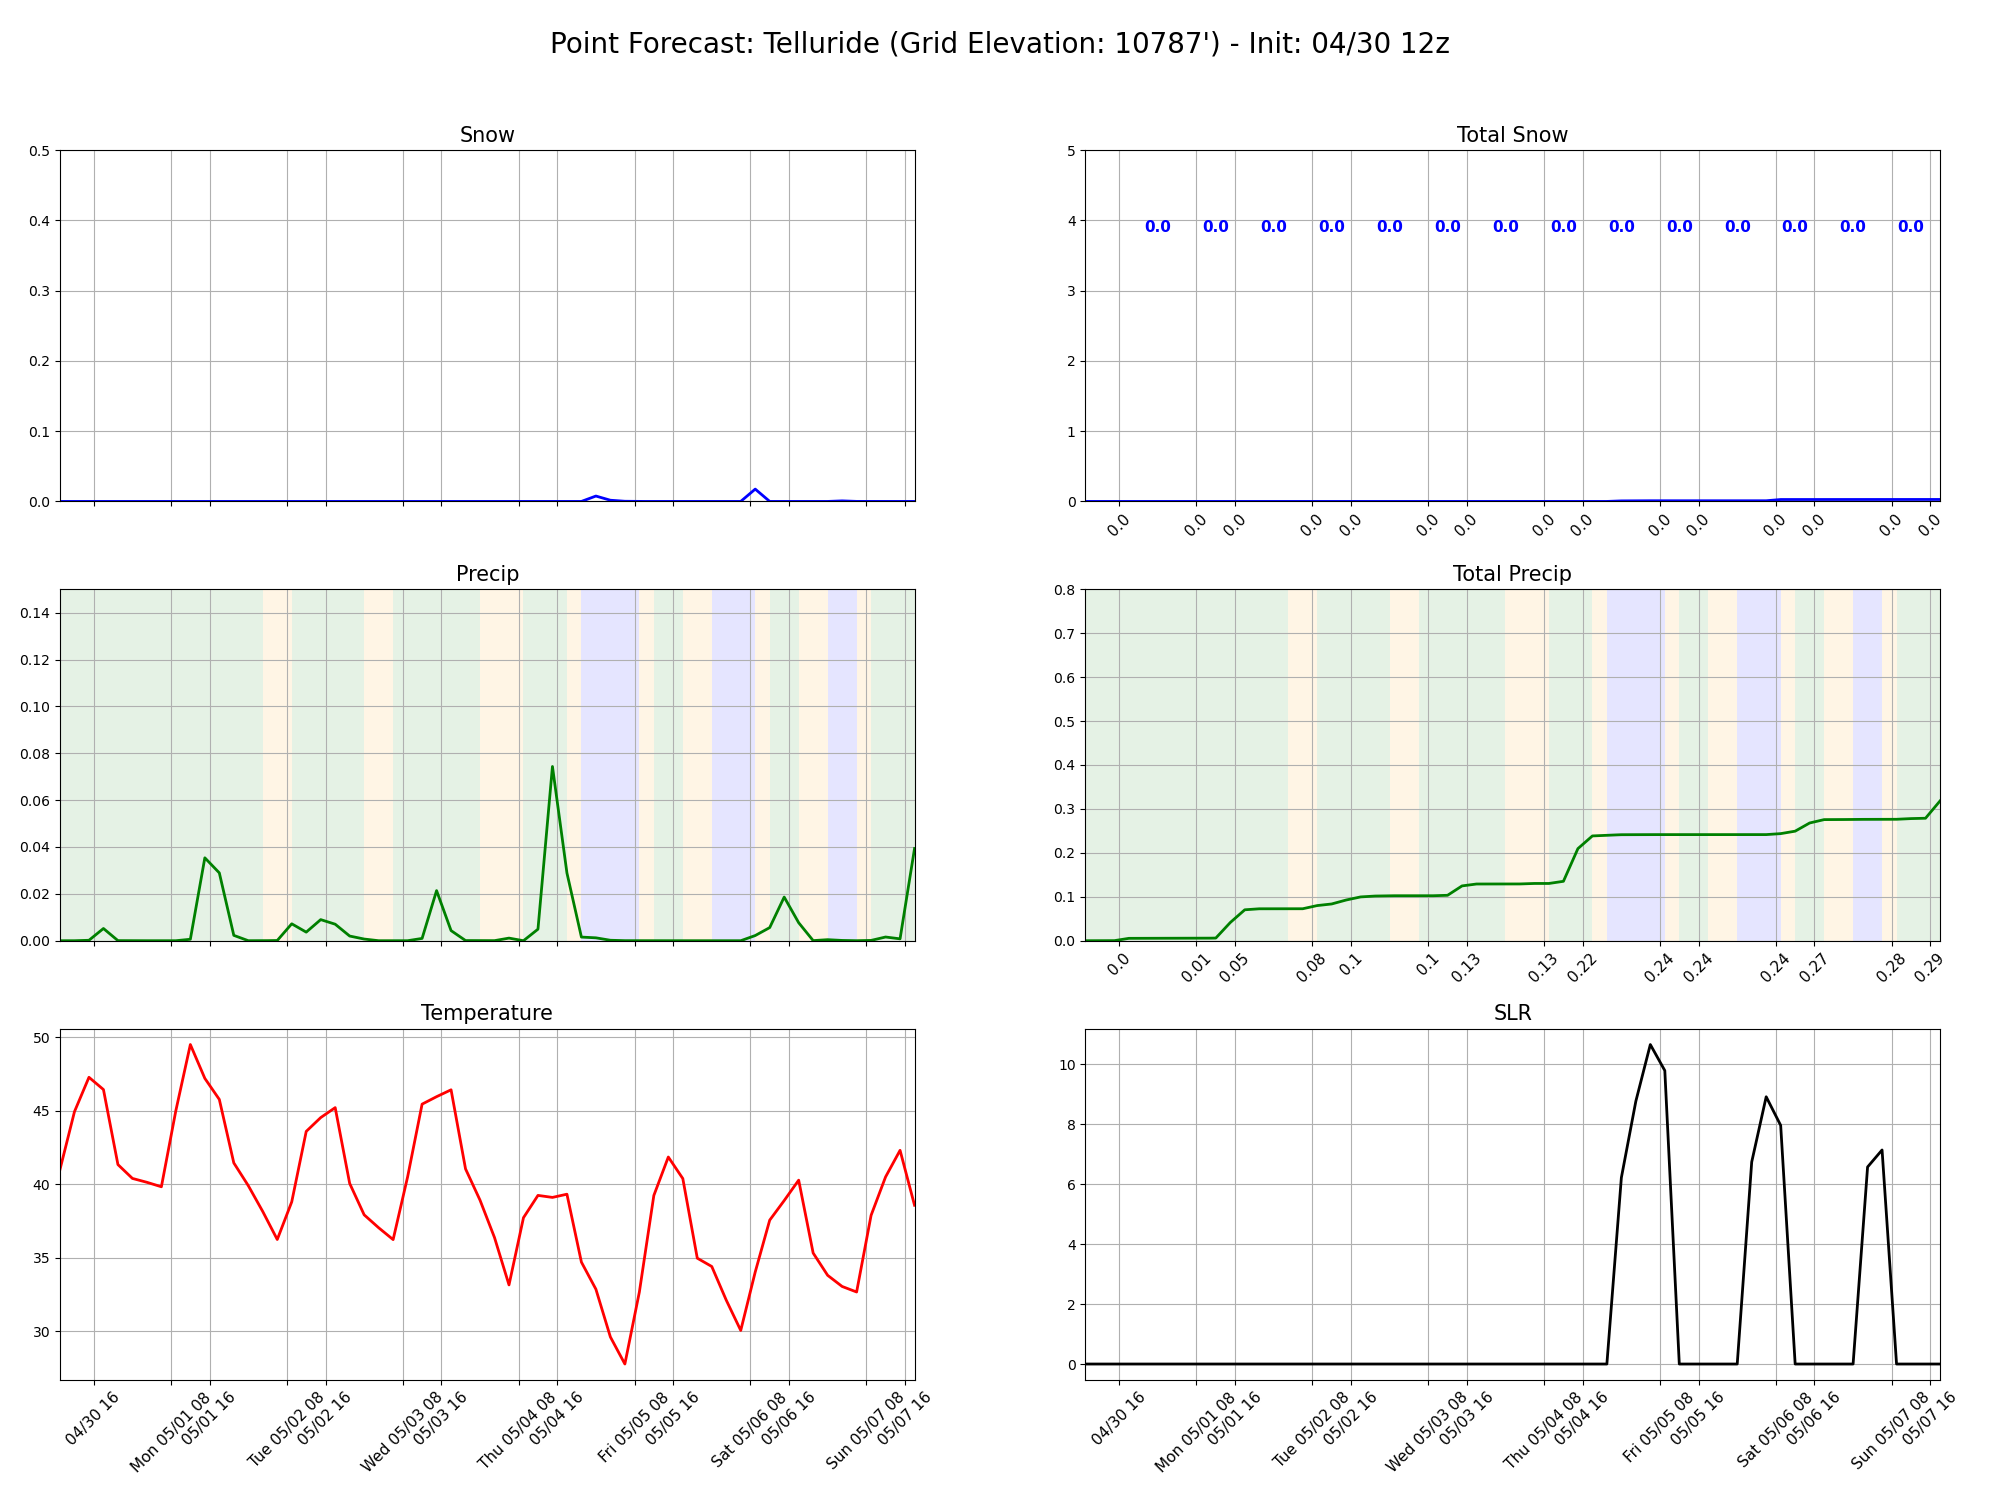 Point Forecast: Telluride (Grid Elevation: 10787') - Init: 04/30 12z
Snow
0.5
0.4
0.3
0.2
0.1
0.0
Total Snow
5
4
3
2
1
0
0.0 0.0 0.0 0.0 0.0 0.0 0.0 0.0 0.0 0.0 0.0 0.0 0.0 0.0
0.0 0.0 0.0 0.0 0.0 0.0 0.0 0.0 0.0 0.0 0.0 0.0 0.0 0.0 0.0
Precip
0.14
0.12
0.10
0.08
0.06
0.04
0.02
0.00
Total Precip
0.8
0.7
0.6
0.5
0.4
0.3
0.2
0.1
0.0
0.0 0.01 0.05 0.08 0.1 0.1 0.13 0.13 0.22 0.24 0.24 0.24 0.27 0.28 0.29
Temperature
50
45
40
35
30
04/30 16
Mon 05/01 08
05/01 16
Tue 05/02 08
05/02 16
Wed 05/03 08
05/03 16
Thu 05/04 08
05/04 16
Fri 05/05 08
05/05 16
Sat 05/06 08
05/06 16
Sun 05/07 08
05/07 16
SLR
10
8
6
4
2
0
04/30 16
Mon 05/01 08
05/01 16
Tue 05/02 08
05/02 16
Wed 05/03 08
05/03 16
Thu 05/04 08
05/04 16
Fri 05/05 08
05/05 16
Sat 05/06 08
05/06 16
Sun 05/07 08
05/07 16